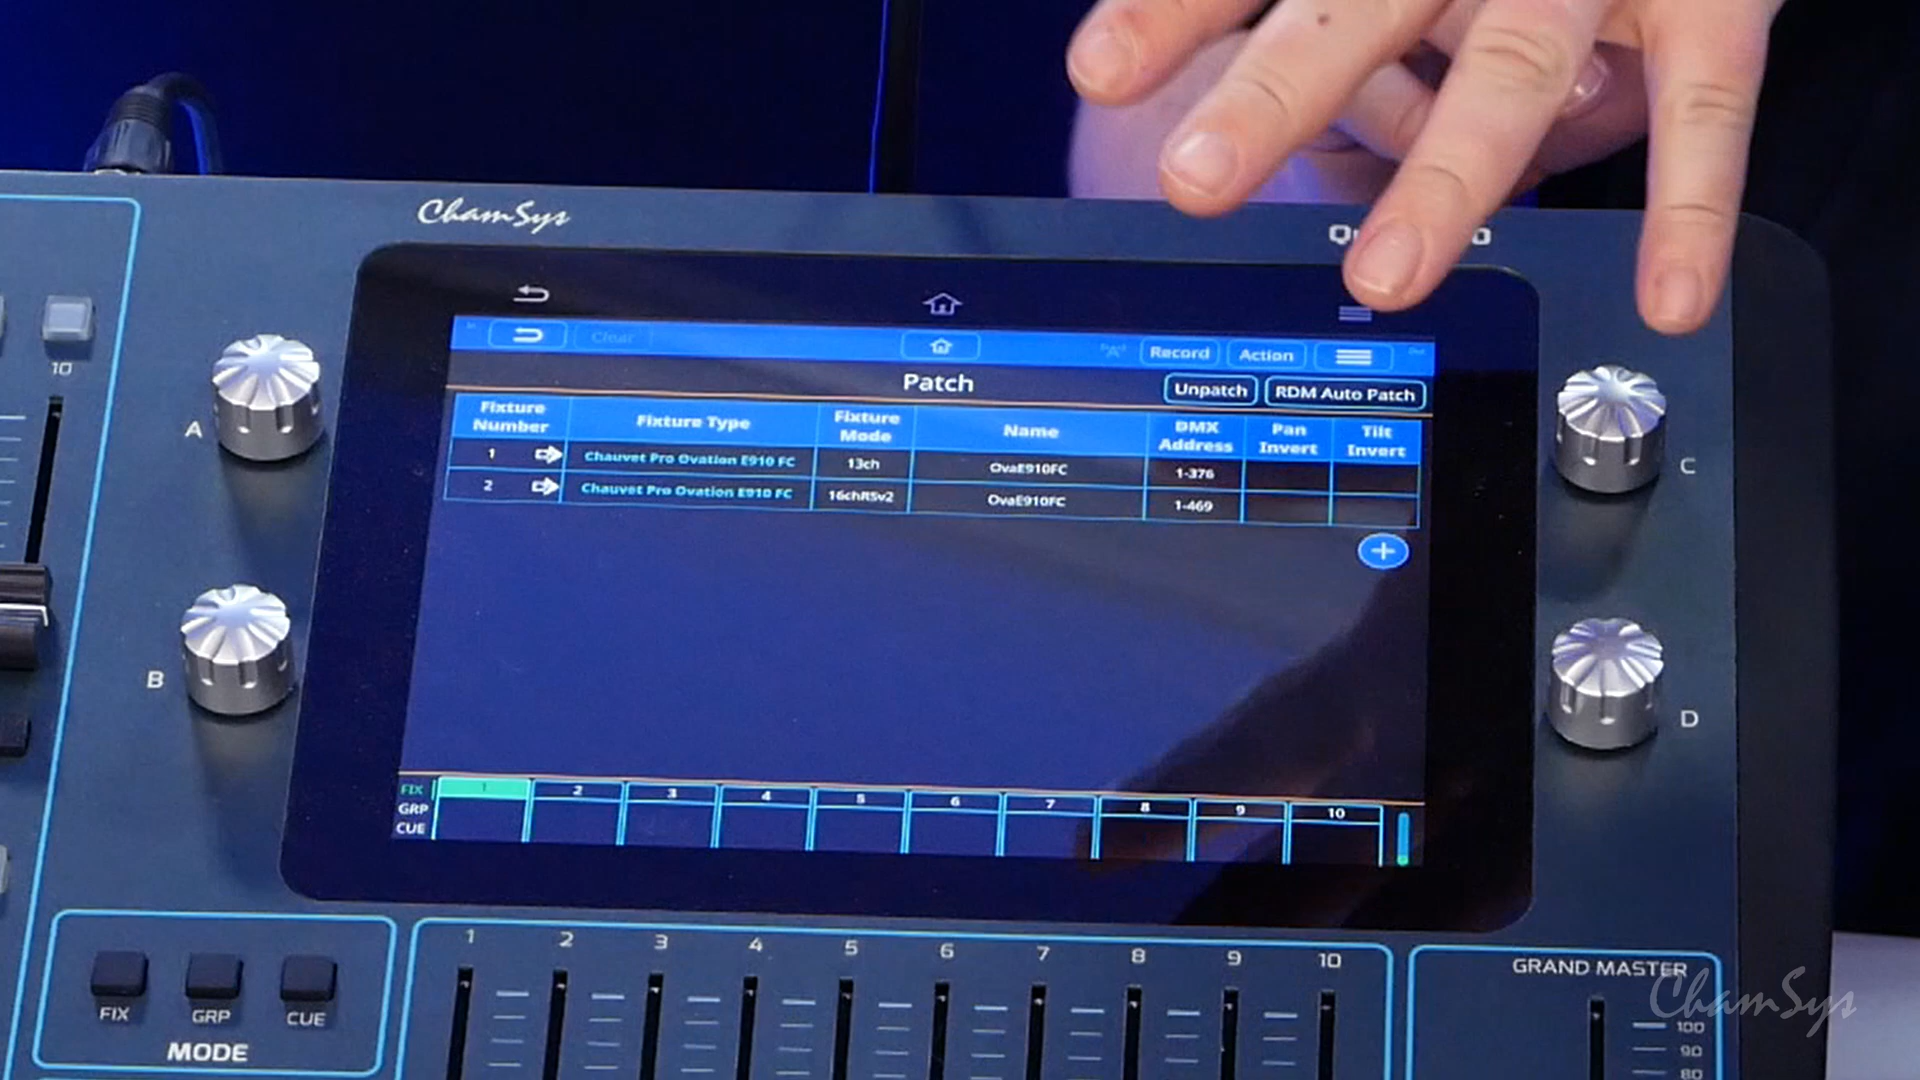 ChamSys
10
A
B
C
D
Clear
Record
Action
Patch
Unpatch
RDM Auto Patch
Fixture Number
Fixture Type
Fixture Mode
Name
DMX Address
Pan Invert
Tilt Invert
1
Chauvet Pro Ovation E910 FC
13ch
OvaE910FC
1-376
2
Chauvet Pro Ovation E910 FC
16chR5v2
OvaE910FC
1-469
FIX
GRP
CUE
1 2 3 4 5 6 7 8 9 10
FIX GRP CUE
MODE
1 2 3 4 5 6 7 8 9 10
GRAND MASTER
100
90
80
ChamSys